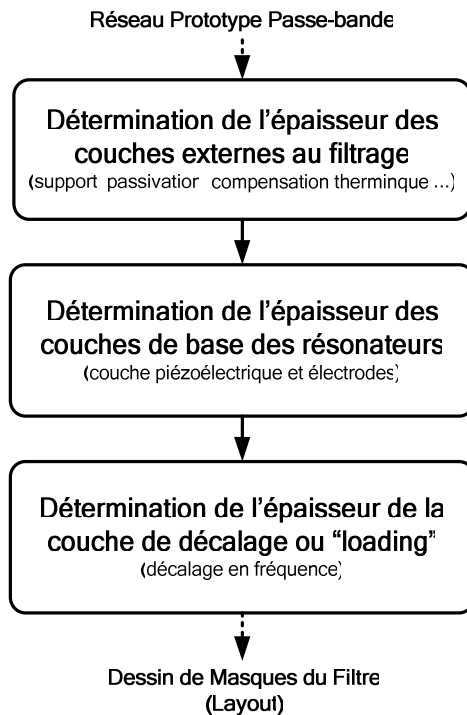 Réseau Prototype Passe-bande
Détermination de l'épaisseur des
couches externes au filtrage
(support passivation compensation therminque ...)
Détermination de l'épaisseur des
couches de base des résonateurs
(couche piézoélectrique et électrodes)
Détermination de l'épaisseur de la
couche de décalage ou “loading”
(décalage en fréquence)
Dessin de Masques du Filtre
(Layout)